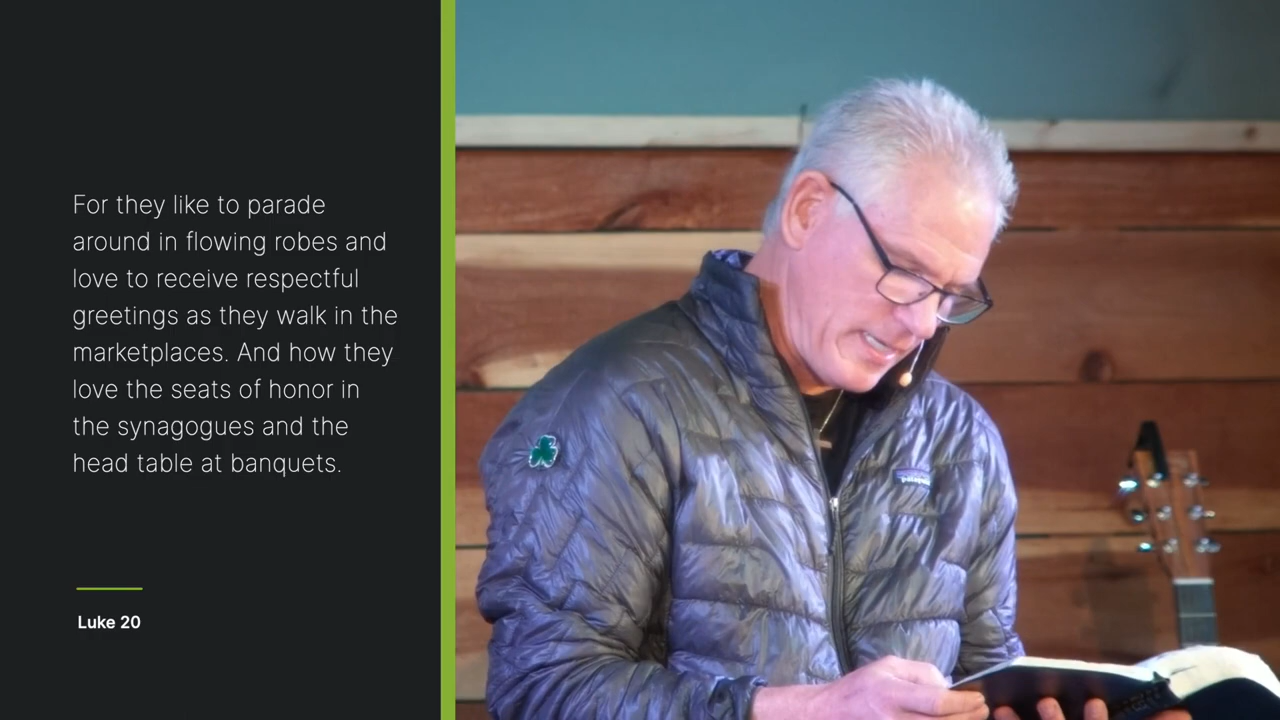 For they like to parade
around in flowing robes and
love to receive respectful
greetings as they walk in the
marketplaces. And how they
love the seats of honor in
the synagogues and the
head table at banquets.
Luke 20
patagonia